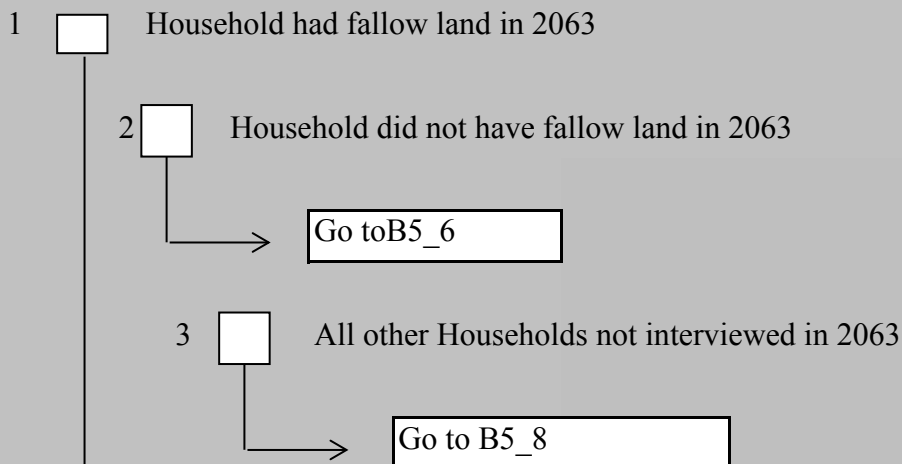 1 Household had fallow land in 2063
2 Household did not have fallow land in 2063
Go toB5_6
3 All other Households not interviewed in 2063
Go to B5_8